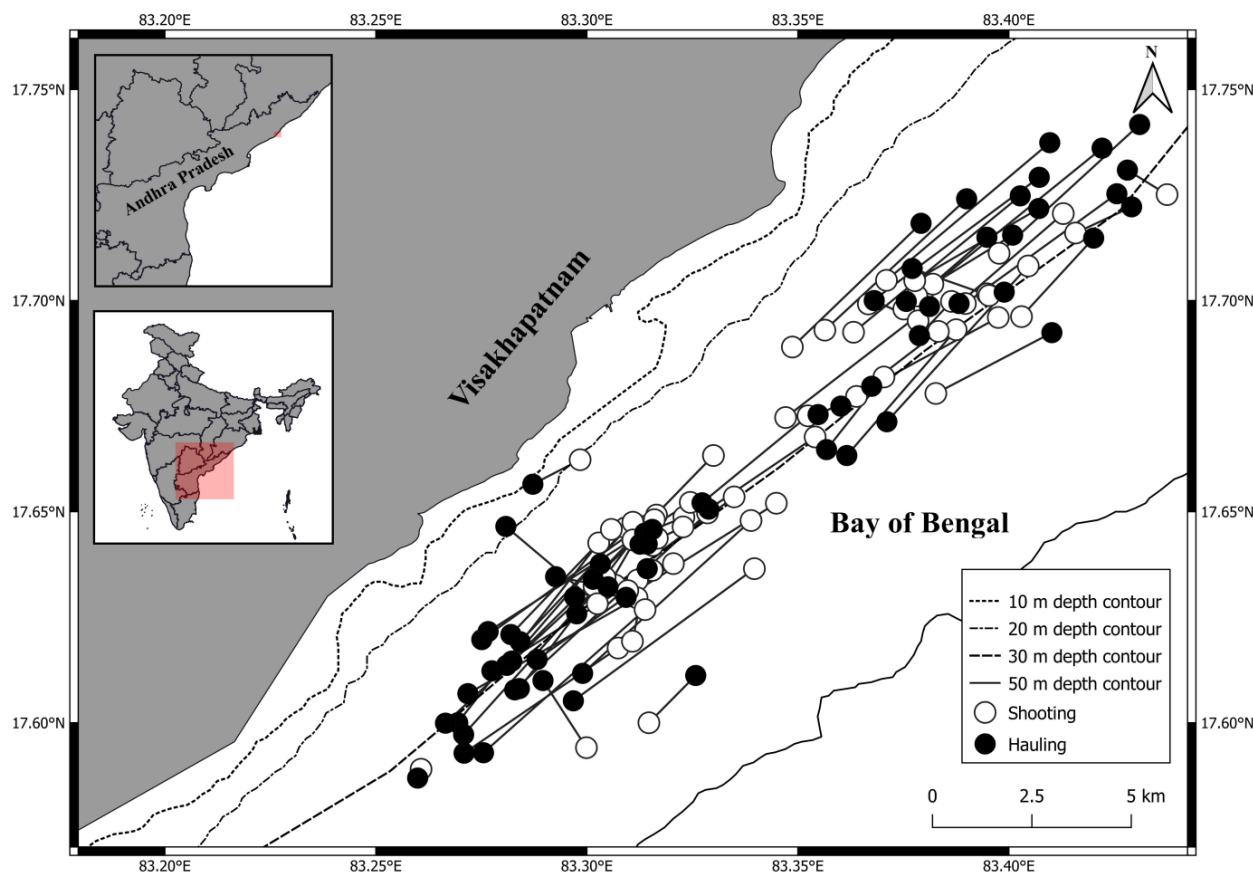 83.20°E 83.25°E 83.30°E 83.35°E 83.40°E
N
17.75°N 17.75°N
Andhra Pradesh
17.70°N 17.70°N
Visakhapatnam
17.65°N 17.65°N
Bay of Bengal
10 m depth contour
20 m depth contour
30 m depth contour
50 m depth contour
Shooting
Hauling
17.60°N 17.60°N
0 2.5 5 km
83.20°E 83.25°E 83.30°E 83.35°E 83.40°E